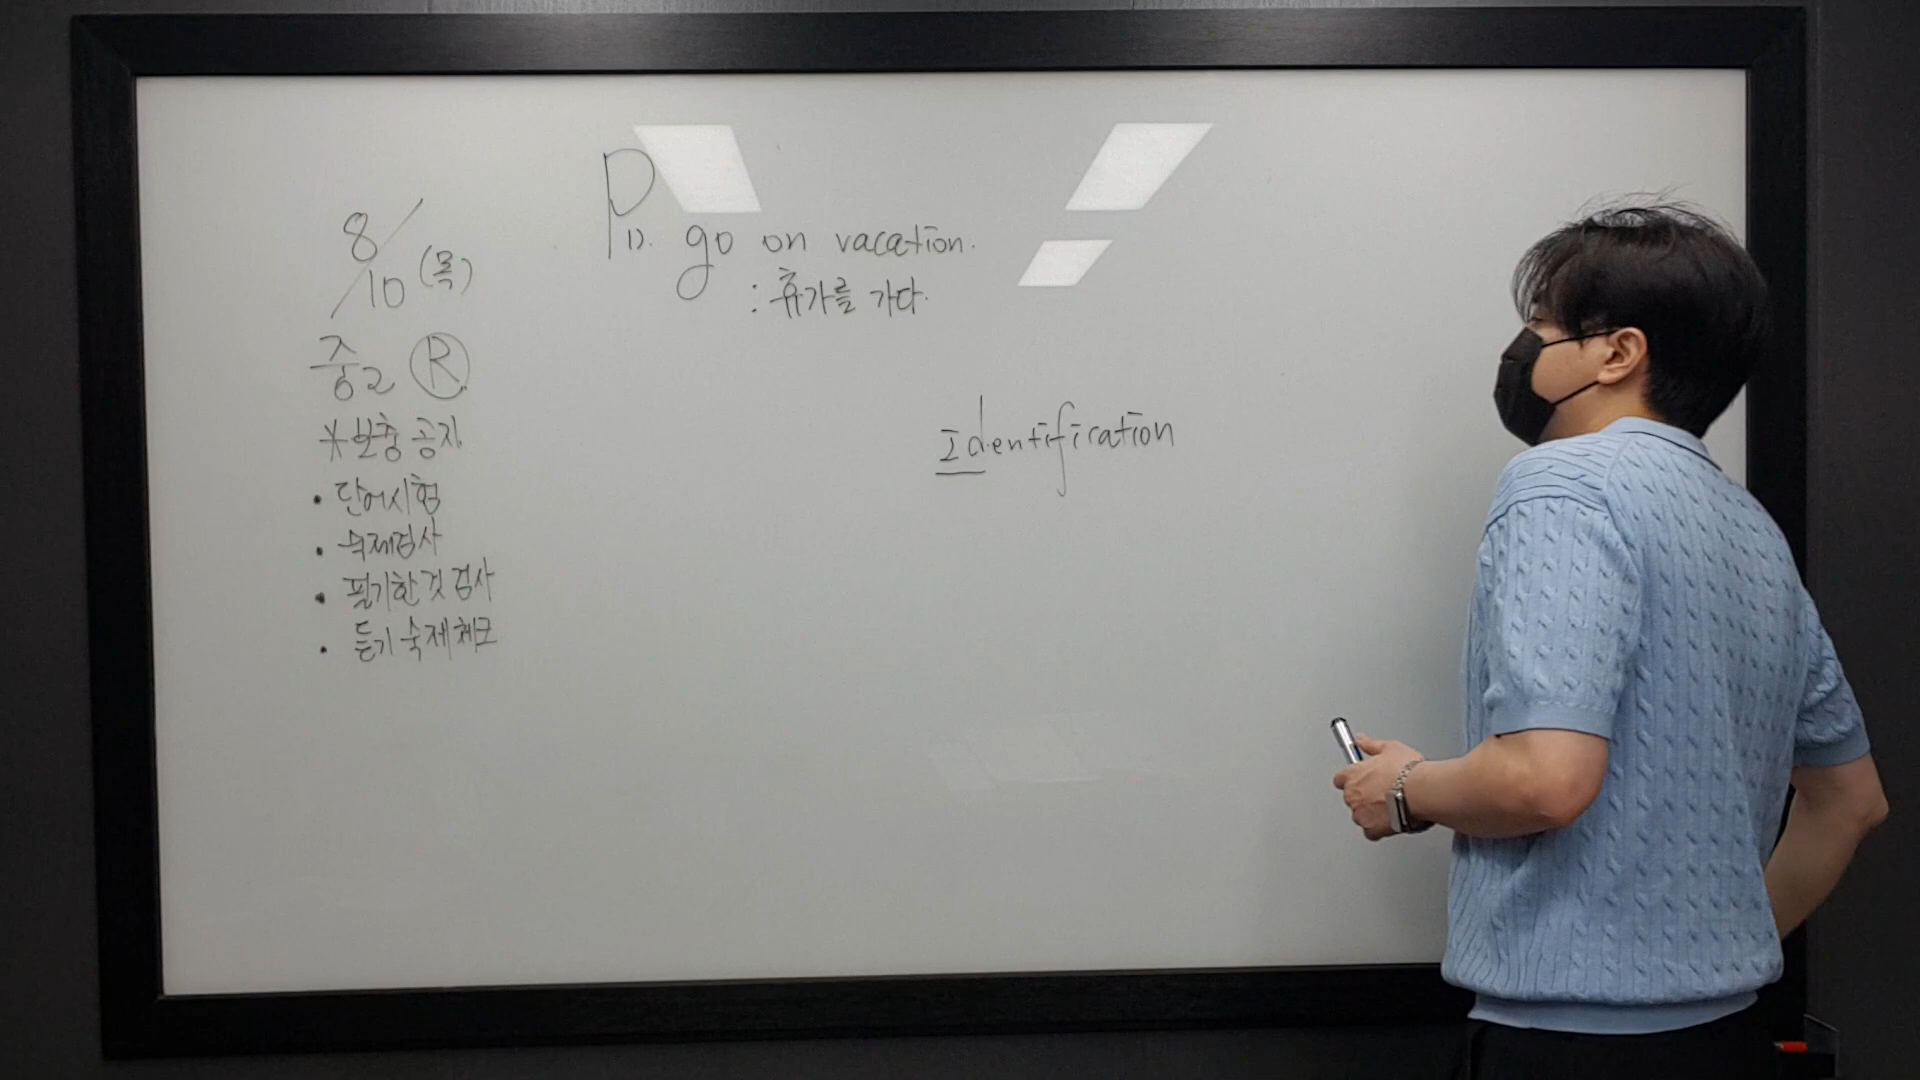 8/10 (목)
중2 Ⓡ
*보충 공지
• 단어시험
• 숙제검사
• 필기한것 검사
• 듣기 숙제 체크
P
1). go on vacation.
: 휴가를 가다.
Identification